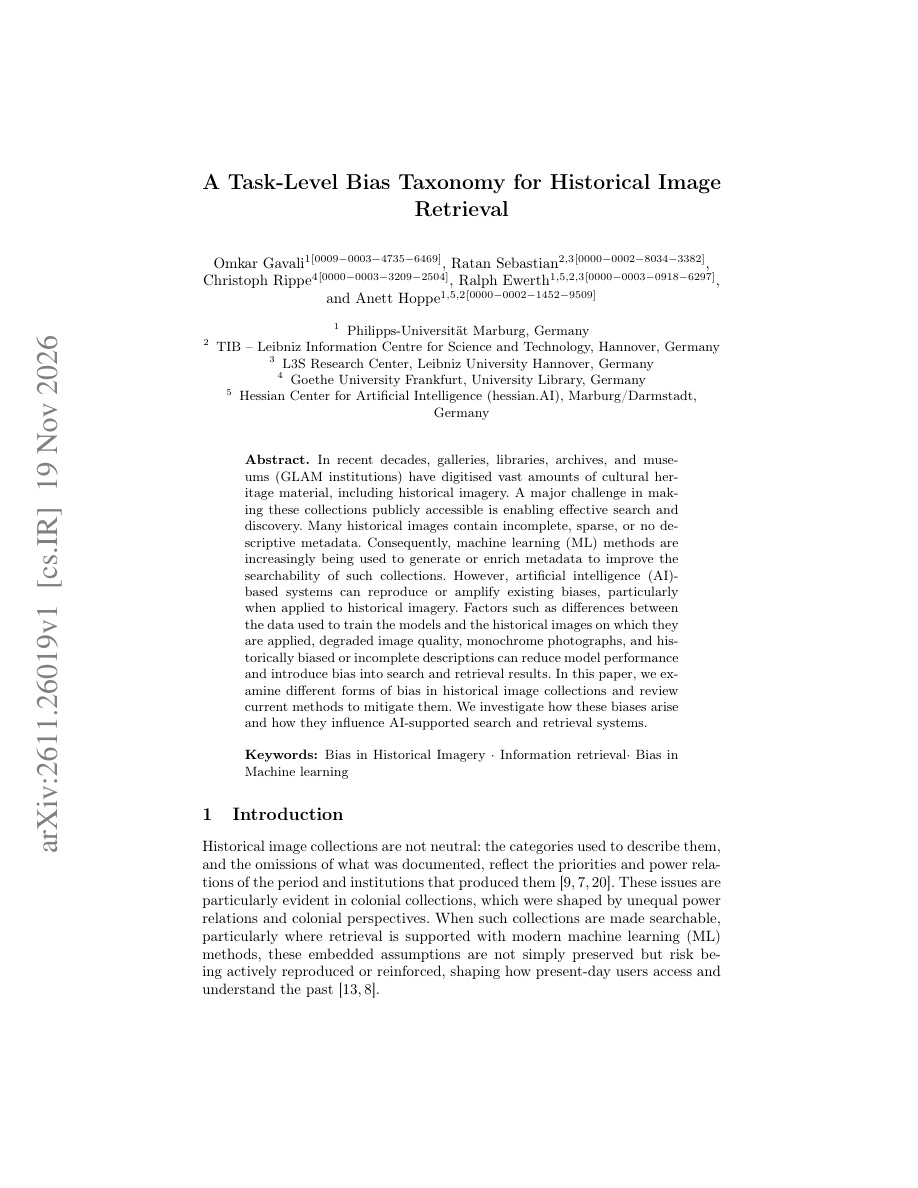 A Task-Level Bias Taxonomy for Historical Image
Retrieval
Omkar Gavali1[0009−0003−4735−6469], Ratan Sebastian2,3[0000−0002−8034−3382],
Christoph Rippe4[0000−0003−3209−2504], Ralph Ewerth1,5,2,3[0000−0003−0918−6297],
and Anett Hoppe1,5,2[0000−0002−1452−9509]
1 Philipps-Universität Marburg, Germany
2 TIB – Leibniz Information Centre for Science and Technology, Hannover, Germany
3 L3S Research Center, Leibniz University Hannover, Germany
4 Goethe University Frankfurt, University Library, Germany
5 Hessian Center for Artificial Intelligence (hessian.AI), Marburg/Darmstadt,
Germany
Abstract. In recent decades, galleries, libraries, archives, and muse-
ums (GLAM institutions) have digitised vast amounts of cultural her-
itage material, including historical imagery. A major challenge in mak-
ing these collections publicly accessible is enabling effective search and
discovery. Many historical images contain incomplete, sparse, or no de-
scriptive metadata. Consequently, machine learning (ML) methods are
increasingly being used to generate or enrich metadata to improve the
searchability of such collections. However, artificial intelligence (AI)-
based systems can reproduce or amplify existing biases, particularly
when applied to historical imagery. Factors such as differences between
the data used to train the models and the historical images on which they
are applied, degraded image quality, monochrome photographs, and his-
torically biased or incomplete descriptions can reduce model performance
and introduce bias into search and retrieval results. In this paper, we ex-
amine different forms of bias in historical image collections and review
current methods to mitigate them. We investigate how these biases arise
and how they influence AI-supported search and retrieval systems.
Keywords: Bias in Historical Imagery · Information retrieval· Bias in
Machine learning
1 Introduction
Historical image collections are not neutral: the categories used to describe them,
and the omissions of what was documented, reflect the priorities and power rela-
tions of the period and institutions that produced them [9, 7, 20]. These issues are
particularly evident in colonial collections, which were shaped by unequal power
relations and colonial perspectives. When such collections are made searchable,
particularly where retrieval is supported with modern machine learning (ML)
methods, these embedded assumptions are not simply preserved but risk be-
ing actively reproduced or reinforced, shaping how present-day users access and
understand the past [13, 8].
arXiv:2611.26019v1 [cs.IR] 19 Nov 2026